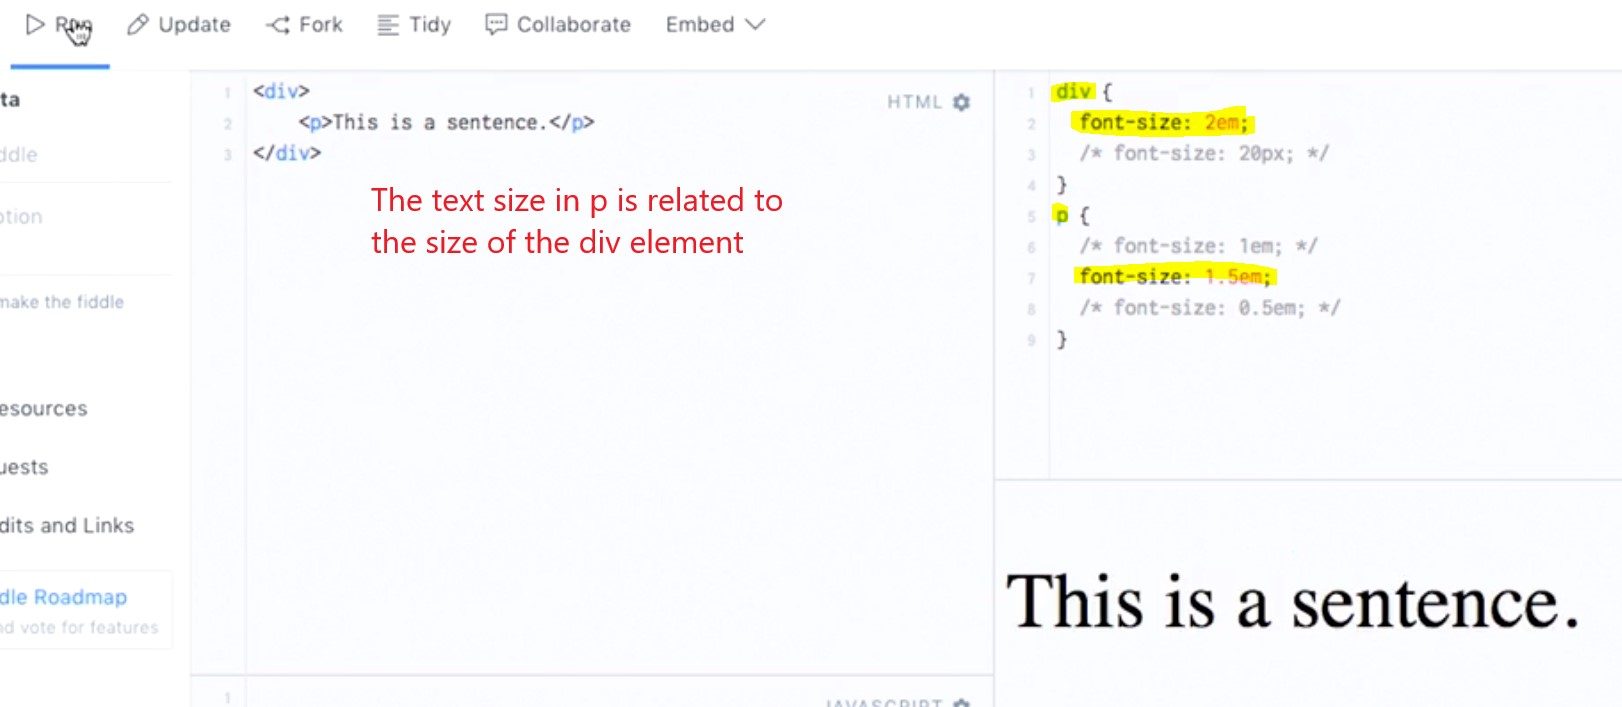 Run Update Fork Tidy Collaborate Embed
ta
ddle
otion
make the fiddle
esources
uests
dits and Links
dle Roadmap
nd vote for features
HTML
1 <div>
2 <p>This is a sentence.</p>
3 </div>
The text size in p is related to
the size of the div element
1
JAVASCRIPT
1 div {
2 font-size: 2em;
3 /* font-size: 20px; */
4 }
5 p {
6 /* font-size: 1em; */
7 font-size: 1.5em;
8 /* font-size: 0.5em; */
9 }
This is a sentence.